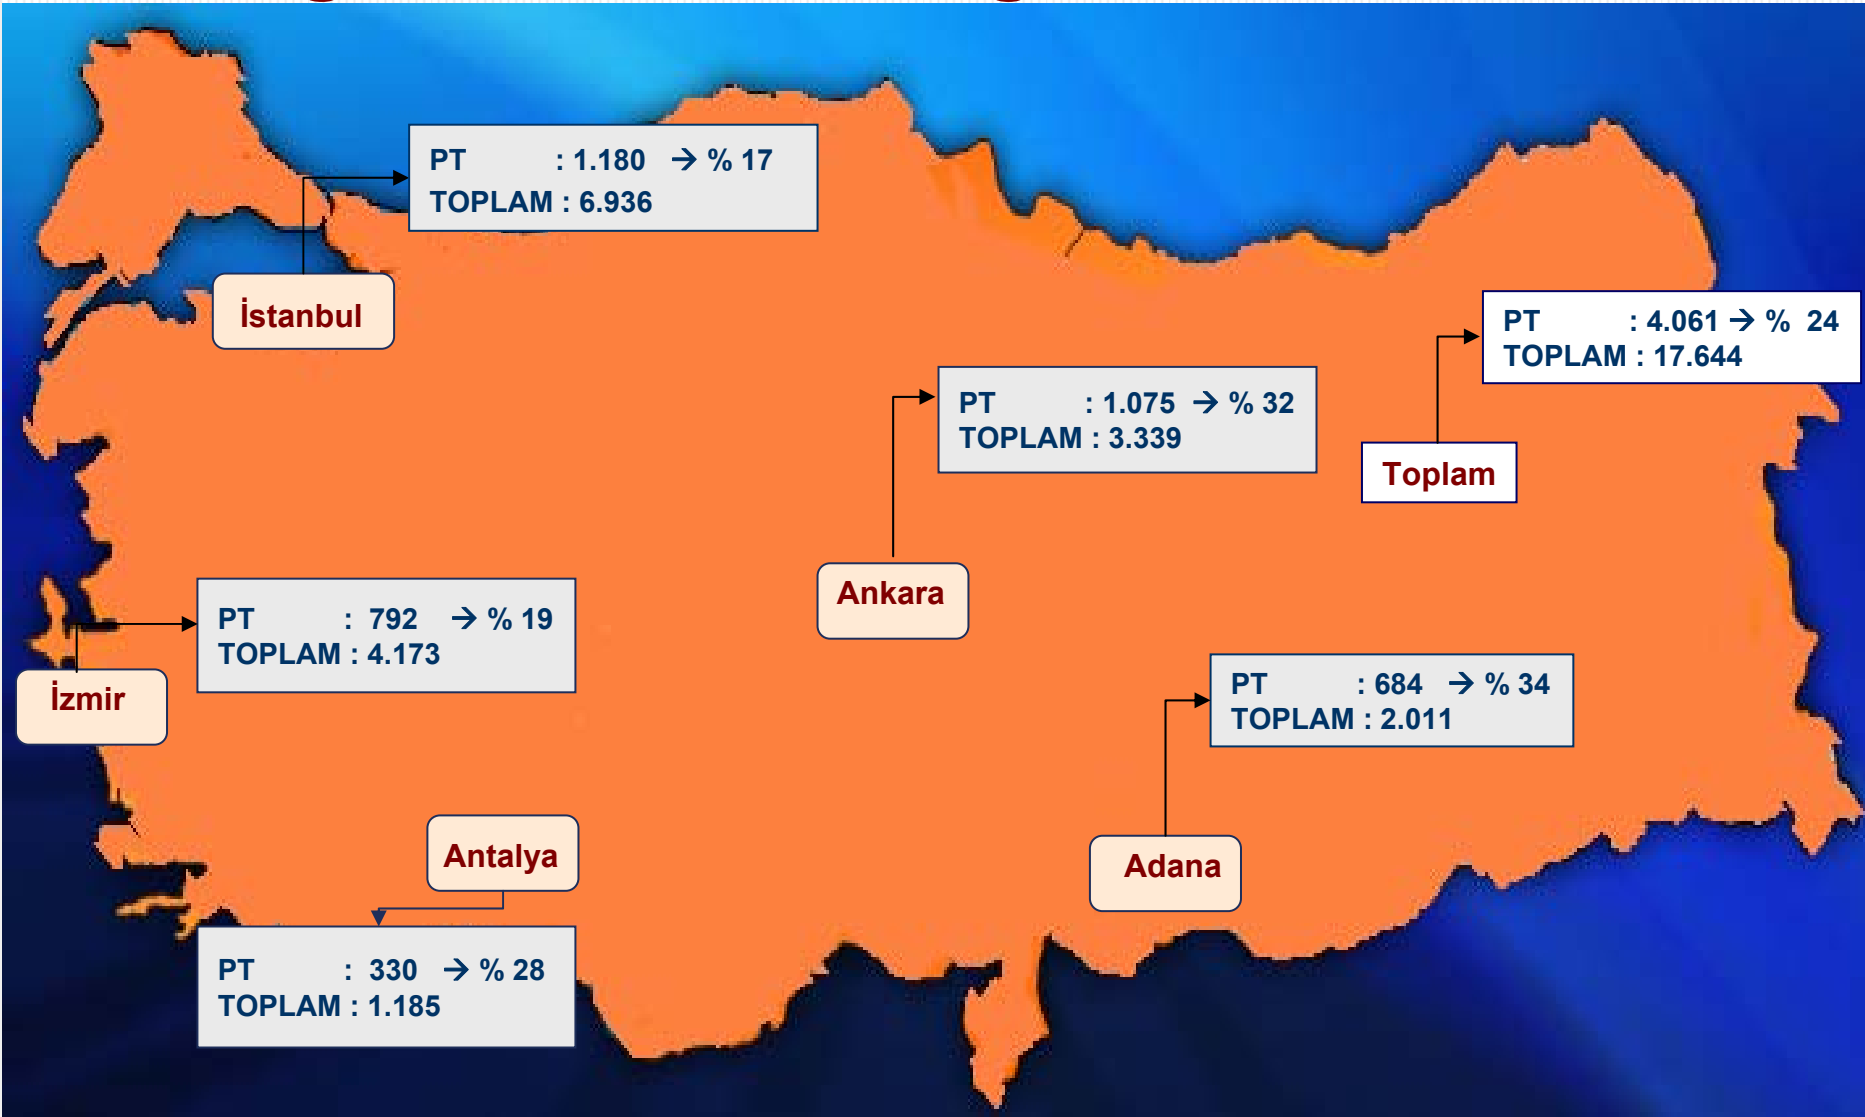 PT : 1.180 → % 17
TOPLAM : 6.936
İstanbul
PT : 4.061 → % 24
TOPLAM : 17.644
Toplam
PT : 1.075 → % 32
TOPLAM : 3.339
Ankara
PT : 792 → % 19
TOPLAM : 4.173
İzmir
PT : 684 → % 34
TOPLAM : 2.011
Adana
Antalya
PT : 330 → % 28
TOPLAM : 1.185